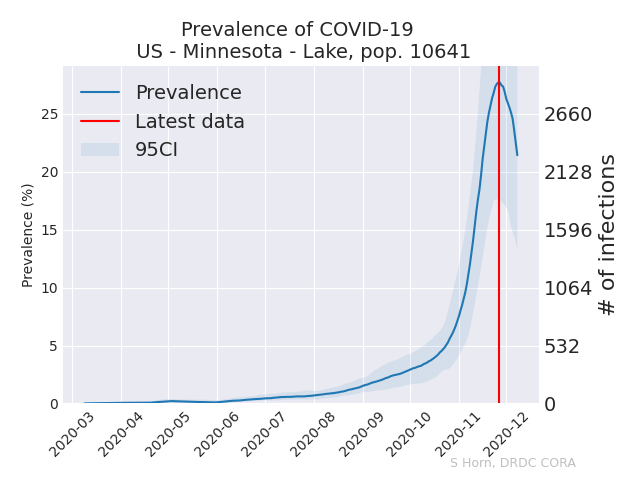 Prevalence of COVID-19
US - Minnesota - Lake, pop. 10641
Prevalence
Latest data
95CI
Prevalence (%)
25
20
15
10
5
0
2660
2128
1596
1064
532
0
# of infections
2020-03
2020-04
2020-05
2020-06
2020-07
2020-08
2020-09
2020-10
2020-11
2020-12
S Horn, DRDC CORA